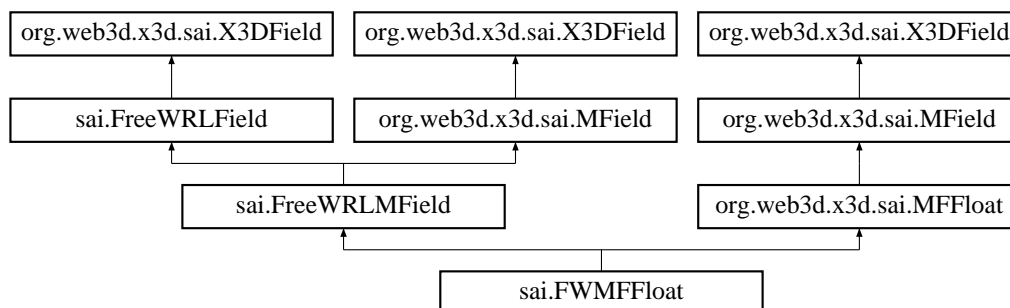 org.web3d.x3d.sai.X3DField org.web3d.x3d.sai.X3DField org.web3d.x3d.sai.X3DField
sai.FreeWRLField org.web3d.x3d.sai.MField org.web3d.x3d.sai.MField
sai.FreeWRLMField org.web3d.x3d.sai.MFFloat
sai.FWMFFloat